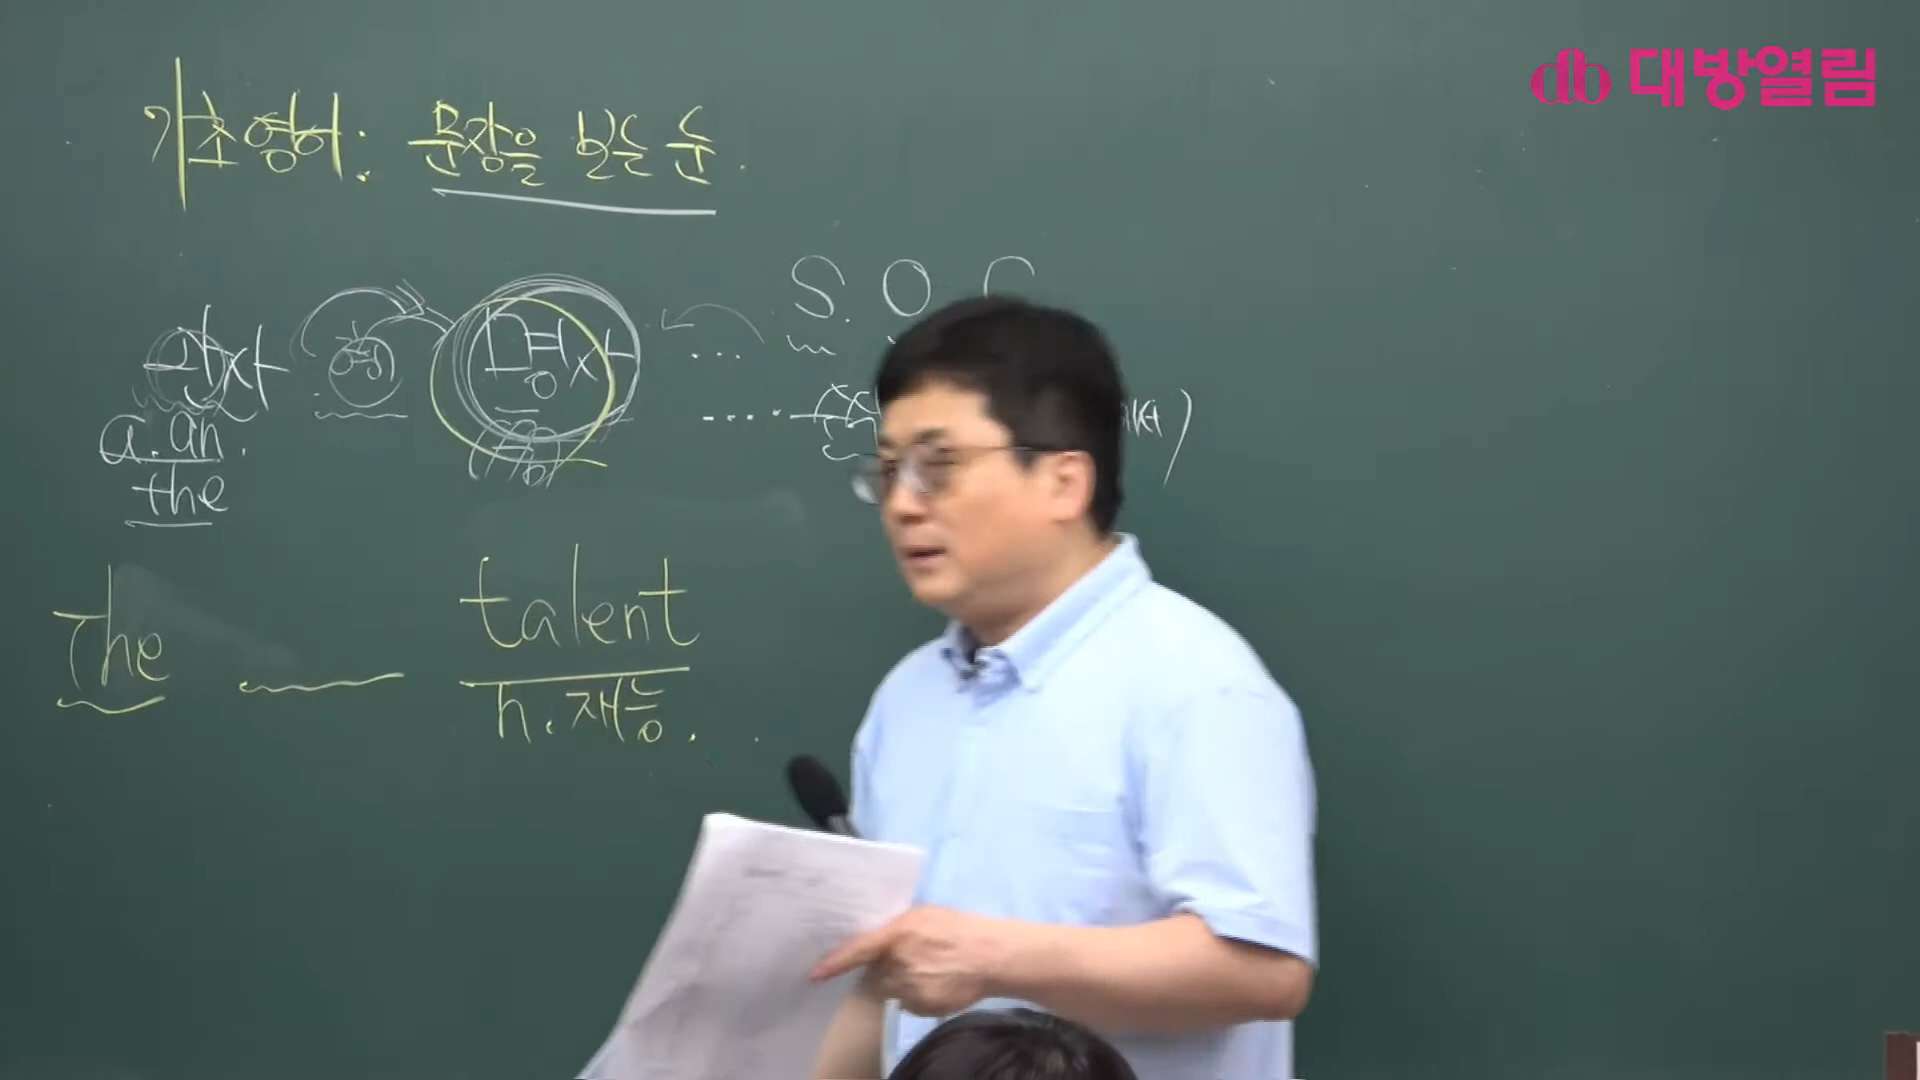 db 대방열림
기초영어: 문장을 보는 눈.
S. O. C
관사 형 명사 ...
a. an.
the
The talent
n. 재능.